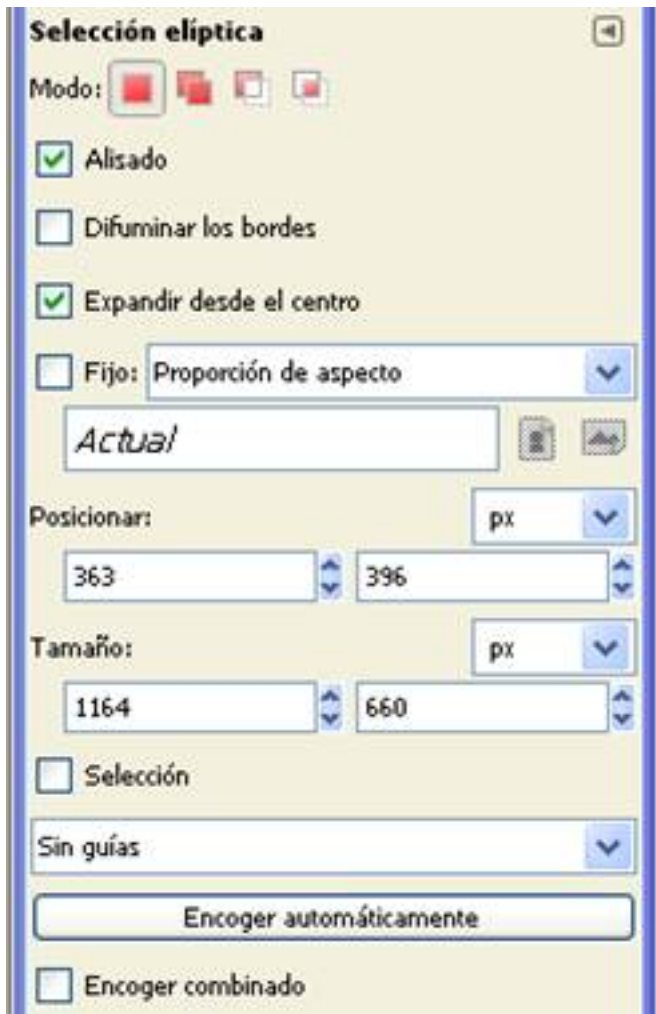 Selección elíptica
Modo:
Alisado
Difuminar los bordes
Expandir desde el centro
Fijo: Proporción de aspecto
Actual
Posicionar: px
363 396
Tamaño: px
1164 660
Selección
Sin guías
Encoger automáticamente
Encoger combinado